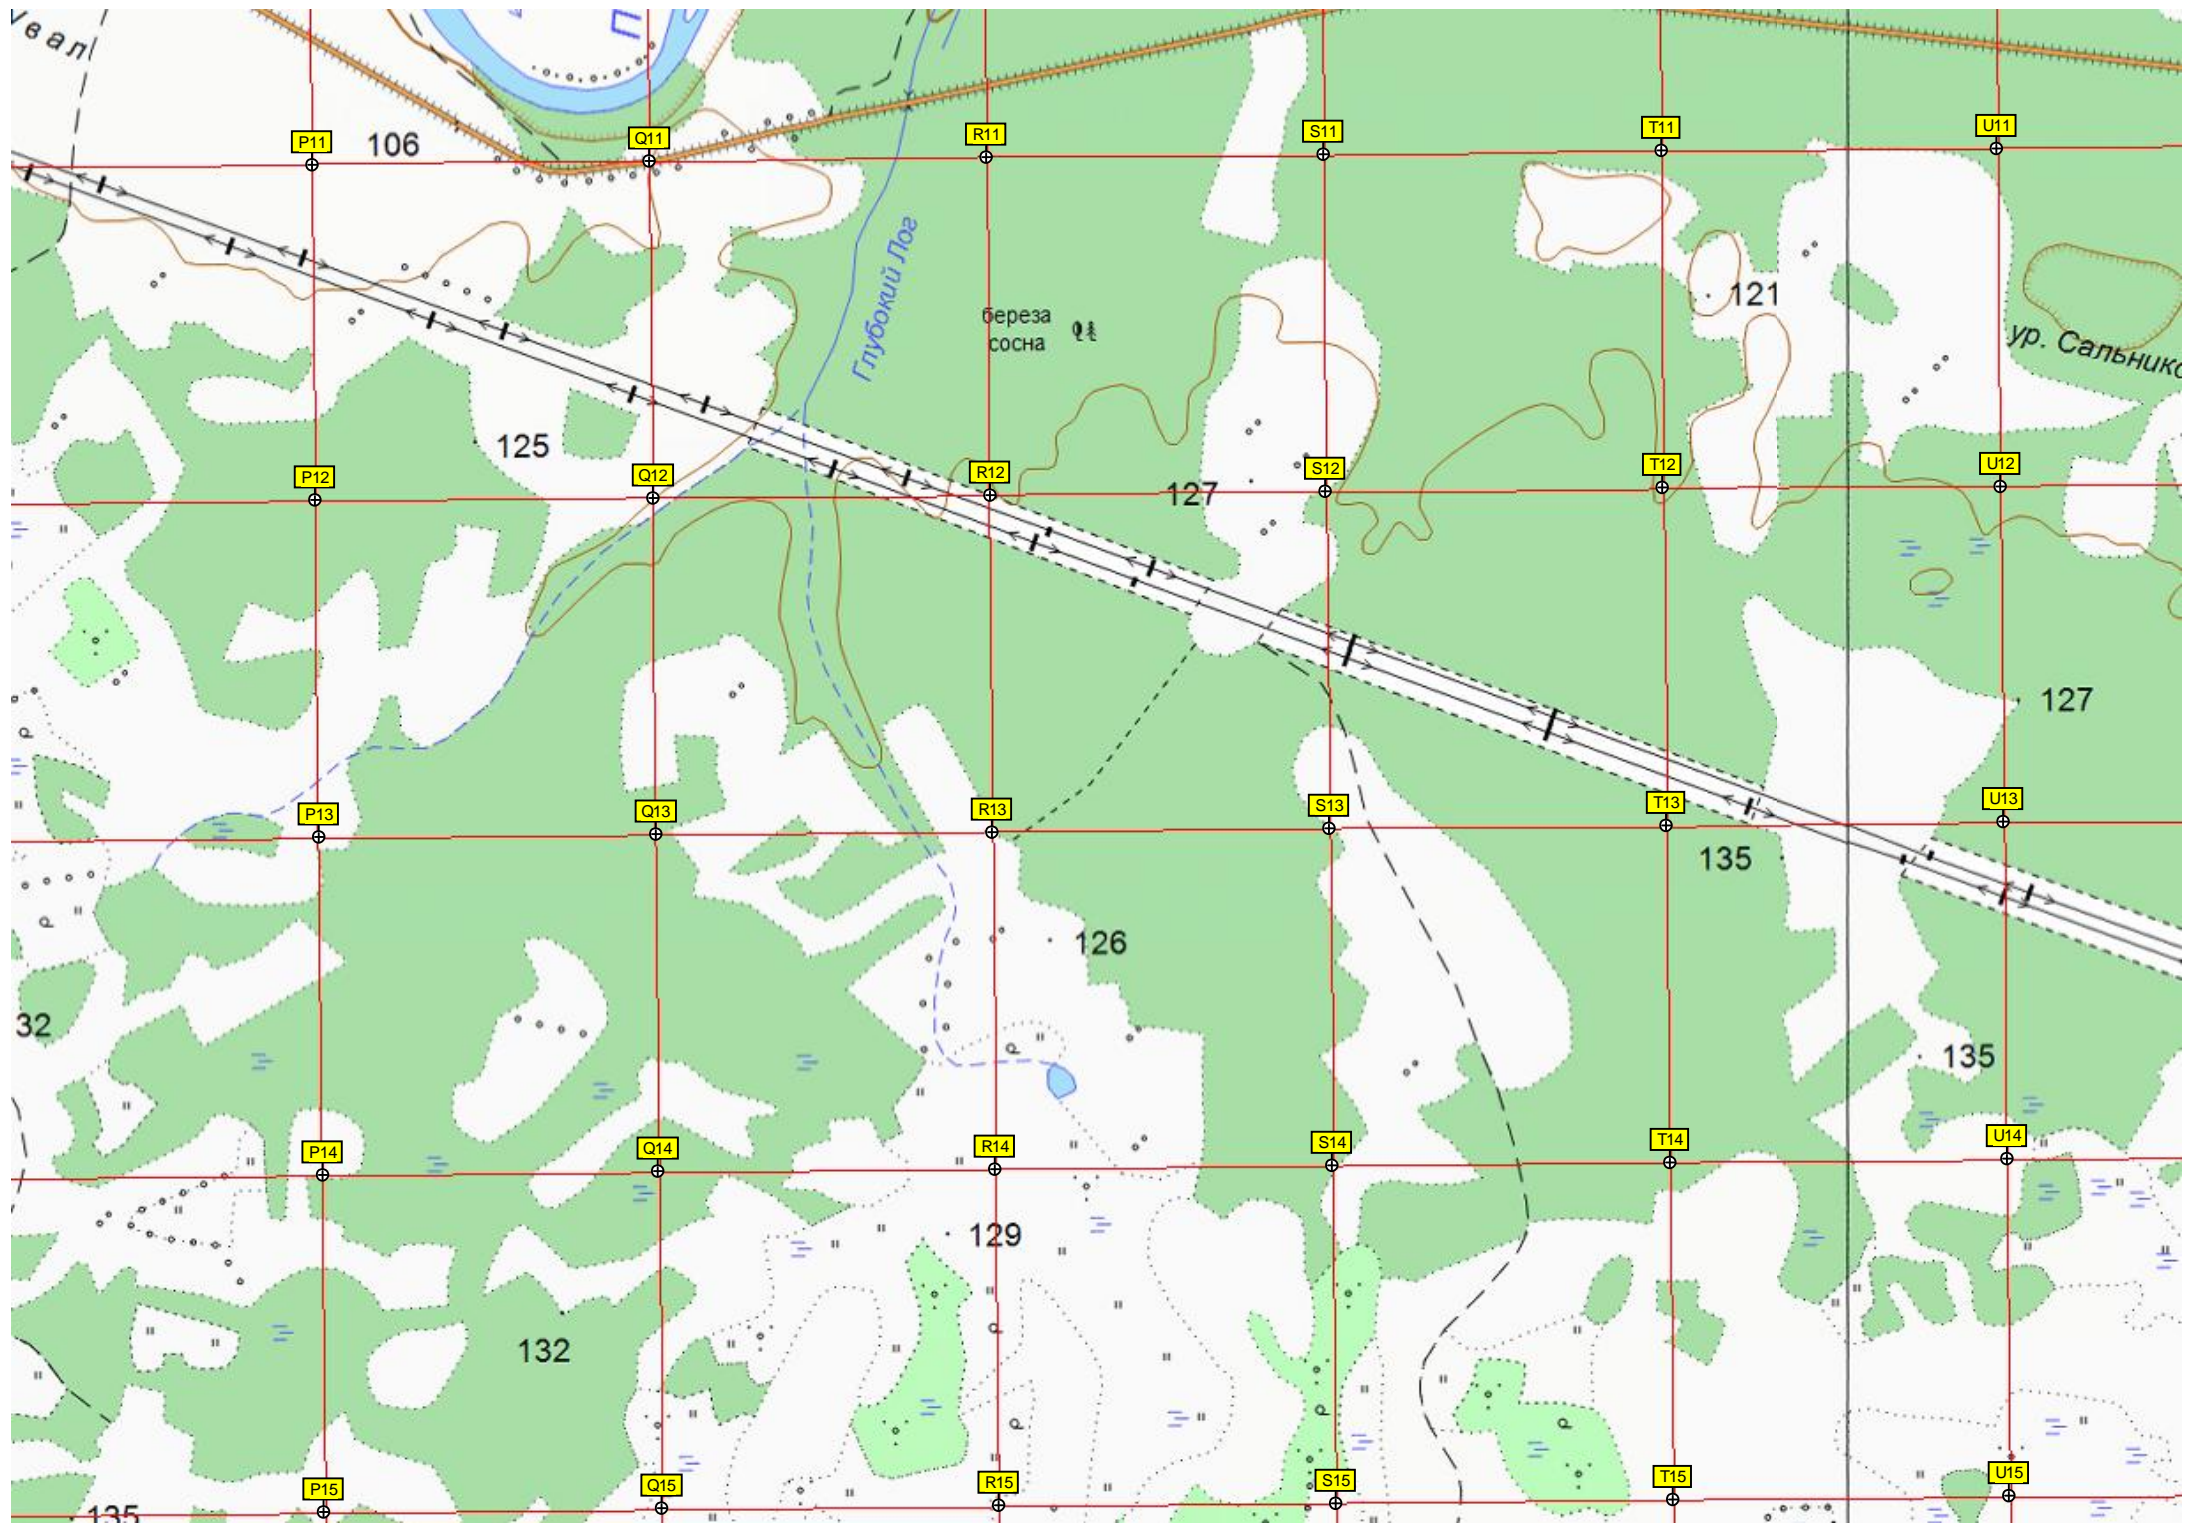 увал
П
P11
106
Q11
R11
S11
T11
U11
Глубокий Лог
береза
сосна
121
ур. Сальнико
125
P12
Q12
R12
127
S12
T12
U12
127
P13
Q13
R13
S13
T13
U13
135
126
32
135
P14
Q14
R14
S14
T14
U14
129
132
P15
Q15
R15
S15
T15
U15
135